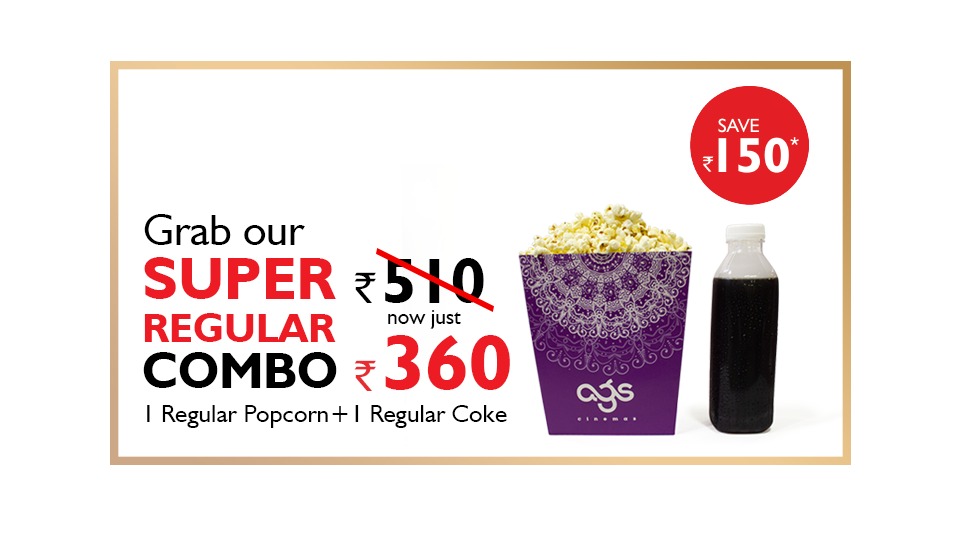 SAVE
₹150*
Grab our
SUPER
REGULAR
COMBO
₹510
now just
₹360
1 Regular Popcorn+1 Regular Coke
ags
cinemas